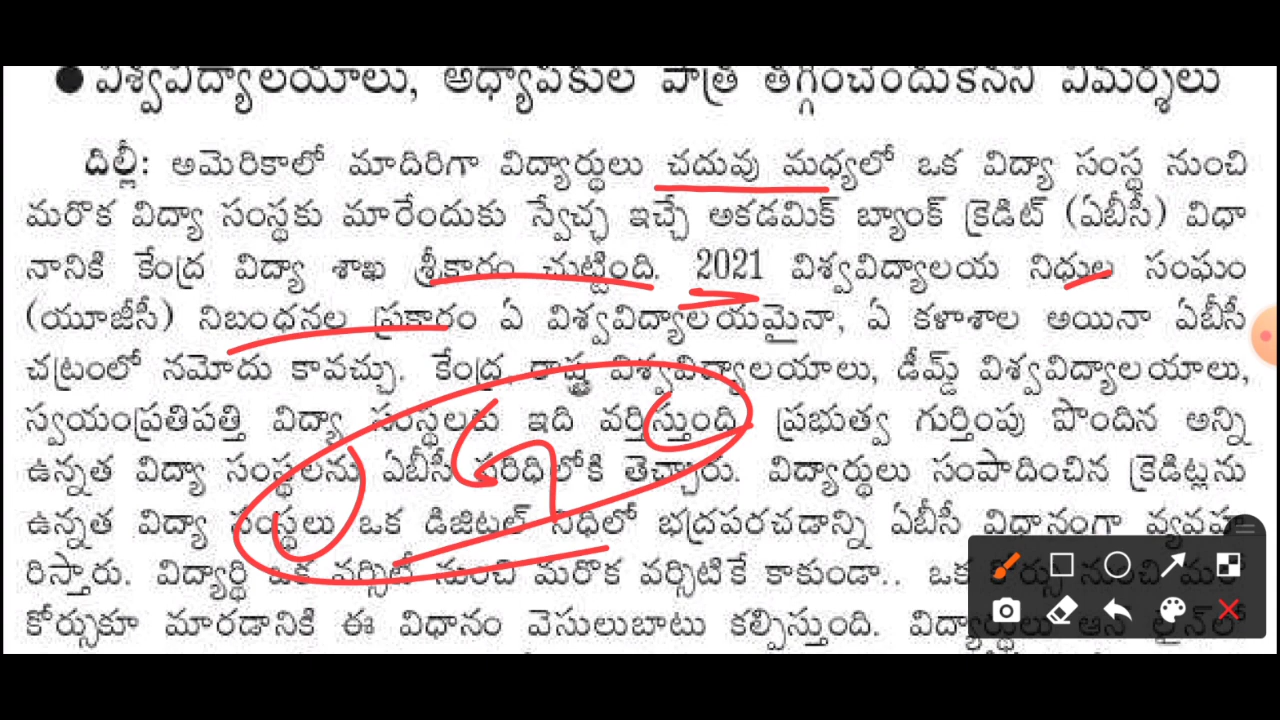 ● విశ్వవిద్యాలయాలు, అధ్యాపకుల పాత్ర తగ్గించేందుకేనని విమర్శలు
దిల్లీ: అమెరికాలో మాదిరిగా విద్యార్థులు చదువు మధ్యలో ఒక విద్యా సంస్థ నుంచి
మరొక విద్యా సంస్థకు మారేందుకు స్వేచ్ఛ ఇచ్చే అకడమిక్ బ్యాంక్ క్రెడిట్ (ఏబీసీ) విధా
నానికి కేంద్ర విద్యా శాఖ శ్రీకారం చుట్టింది. 2021 విశ్వవిద్యాలయ నిధుల సంఘం
(యూజీసీ) నిబంధనల ప్రకారం ఏ విశ్వవిద్యాలయమైనా, ఏ కళాశాల అయినా ఏబీసీ
చట్రంలో నమోదు కావచ్చు. కేంద్ర, రాష్ట్ర విశ్వవిద్యాలయాలు, డీమ్డ్ విశ్వవిద్యాలయాలు,
స్వయంప్రతిపత్తి విద్యా సంస్థలకు ఇది వర్తిస్తుంది. ప్రభుత్వ గుర్తింపు పొందిన అన్ని
ఉన్నత విద్యా సంస్థలను ఏబీసీ పరిధిలోకి తెచ్చారు. విద్యార్థులు సంపాదించిన క్రెడిట్లను
ఉన్నత విద్యా సంస్థలు ఒక డిజిటల్ నిధిలో భద్రపరచడాన్ని ఏబీసీ విధానంగా వ్యవహ
రిస్తారు. విద్యార్థి ఒక వర్సిటీ నుంచి మరొక వర్సిటికే కాకుండా.. ఒక కోర్సు నుంచి
కోర్సుకూ మారడానికి ఈ విధానం వెసులుబాటు కల్పిస్తుంది.